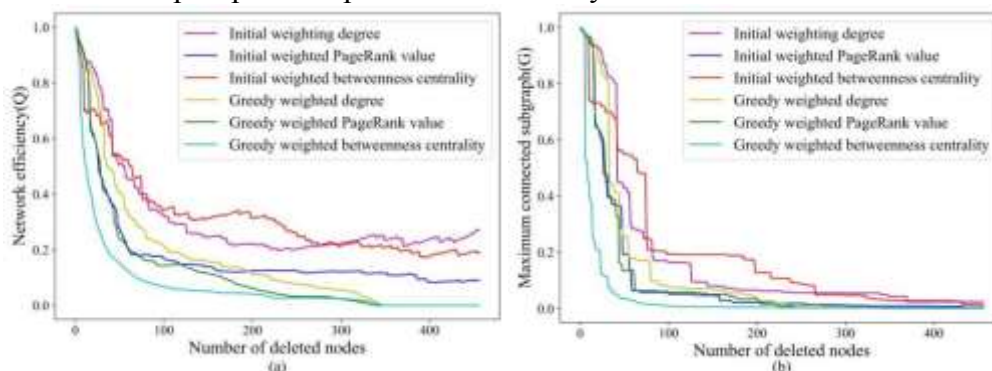 1.0
0.8
0.6
0.4
0.2
0.0
Network efficiency(Q)
Initial weighting degree
Initial weighted PageRank value
Initial weighted betweenness centrality
Greedy weighted degree
Greedy weighted PageRank value
Greedy weighted betweenness centrality
0 100 200 300 400
Number of deleted nodes
(a)
1.0
0.8
0.6
0.4
0.2
0.0
Maximum connected subgraph(G)
Initial weighting degree
Initial weighted PageRank value
Initial weighted betweenness centrality
Greedy weighted degree
Greedy weighted PageRank value
Greedy weighted betweenness centrality
0 100 200 300 400
Number of deleted nodes
(b)